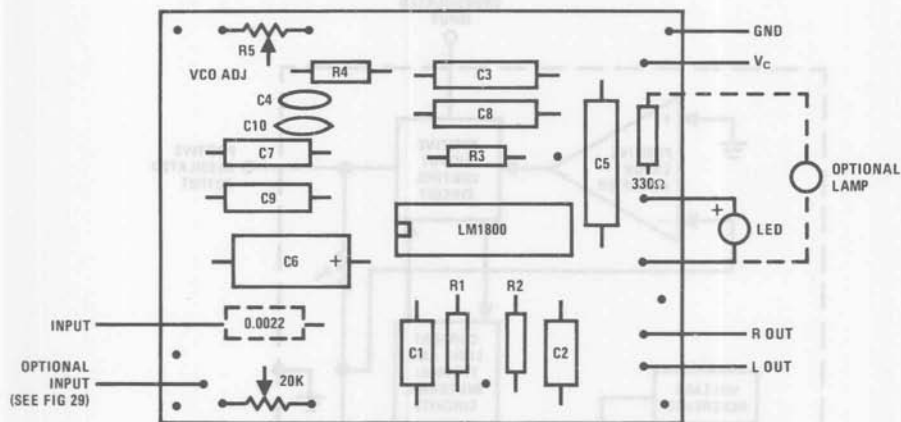 GND
R5
VCO ADJ
R4
C3
VC
C4
C8
C10
C7
R3
C5
330Ω
OPTIONAL
LAMP
C9
LM1800
+
LED
C6
+
R1
R2
INPUT
0.0022
C1
C2
R OUT
OPTIONAL
INPUT
(SEE FIG 29)
20K
L OUT